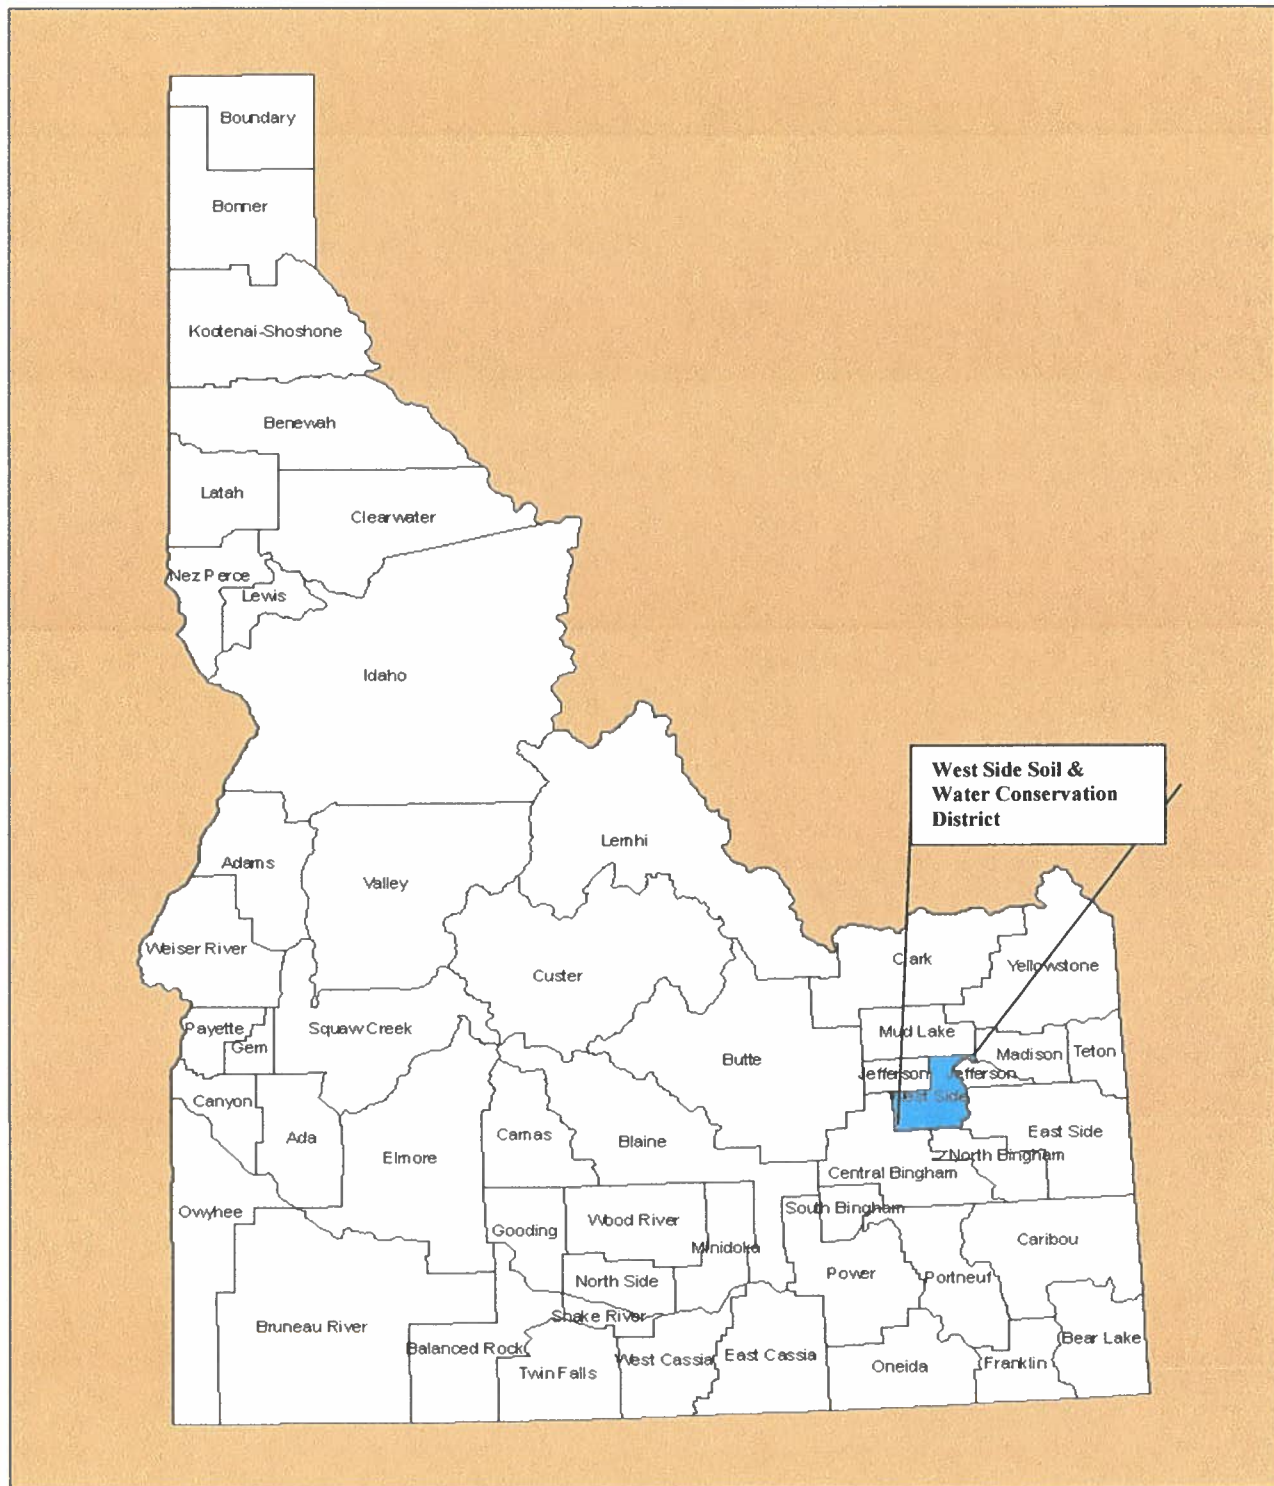 Boundary
Bonner
Kootenai-Shoshone
Benewah
Latah
Clearwater
Nez Perce
Lewis
Idaho
West Side Soil &
Water Conservation
District
Lemhi
Adams
Valley
Weiser River
Custer
Clark
Yellowstone
Payette
Squaw Creek
Gem
Mud Lake
Butte
Madison
Teton
Jefferson
Jefferson
West Side
Canyon
Ada
Camas
Blaine
Elmore
East Side
North Bingham
Central Bingham
Owyhee
South Bingham
Gooding
Wood River
Minidoka
Caribou
North Side
Power
Portneuf
Snake River
Bruneau River
Balanced Rock
Twin Falls
West Cassia
East Cassia
Oneida
Franklin
Bear Lake